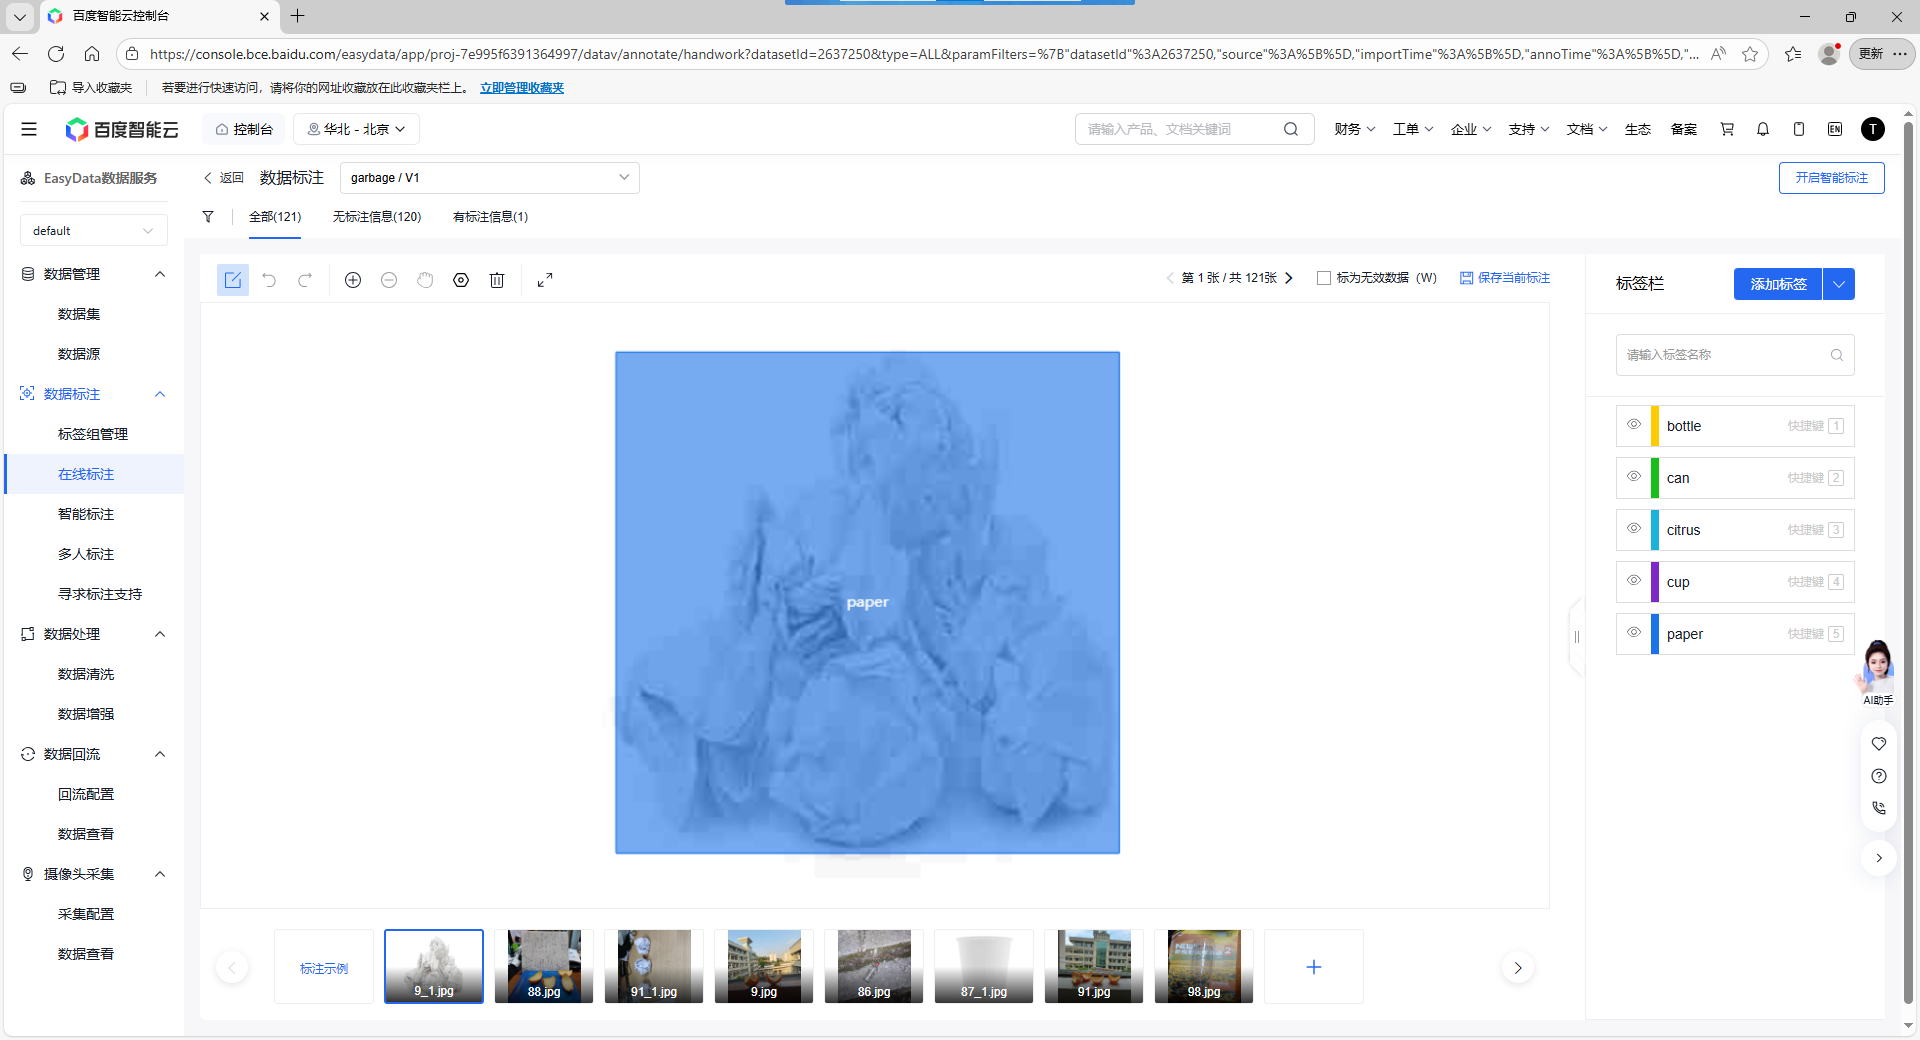 百度智能云控制台
https://console.bce.baidu.com/easydata/app/proj-7e995f6391364997/datav/annotate/handwork?datasetId=2637250&type=ALL&paramFilters=%7B"datasetId"%3A2637250,"source"%3A%5B%5D,"importTime"%3A%5B%5D,"annoTime"%3A%5B%5D,"...
更新
导入收藏夹
若要进行快速访问,请将你的网址收藏放在此收藏夹栏上。 立即管理收藏夹
百度智能云
控制台
华北 - 北京
请输入产品、文档关键词
财务
工单
企业
支持
文档
生态
备案
EN
T
EasyData数据服务
default
数据管理
数据集
数据源
数据标注
标签组管理
在线标注
智能标注
多人标注
寻求标注支持
数据处理
数据清洗
数据增强
数据回流
回流配置
数据查看
摄像头采集
采集配置
数据查看
返回
数据标注
garbage / V1
开启智能标注
全部(121)
无标注信息(120)
有标注信息(1)
第 1 张 / 共 121张
标为无效数据 (W)
保存当前标注
paper
标注示例
9_1.jpg
88.jpg
91_1.jpg
9.jpg
86.jpg
87_1.jpg
91.jpg
98.jpg
标签栏
添加标签
请输入标签名称
bottle 快捷键 1
can 快捷键 2
citrus 快捷键 3
cup 快捷键 4
paper 快捷键 5
AI助手